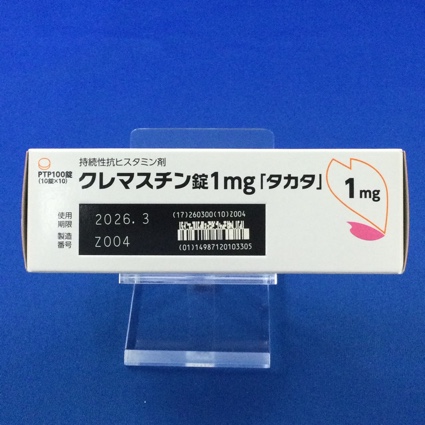 持続性抗ヒスタミン剤
PTP100錠
(10錠×10)
クレマスチン錠1mg「タカタ」
1mg
使用
期限
2026.3
(17)260300(10)Z004
製造
番号
Z004
(01)14987120103305